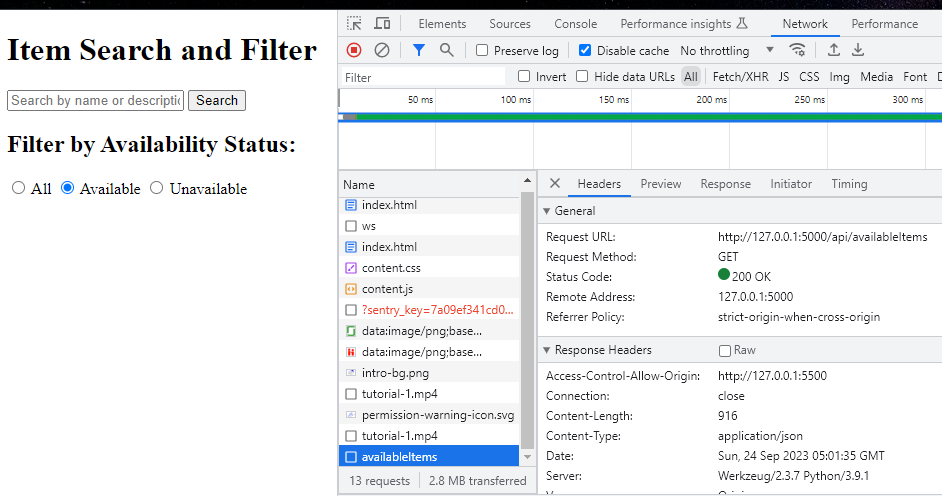 Item Search and Filter
Search by name or descriptic
Search
Filter by Availability Status:
All Available Unavailable
Elements Sources Console Performance insights Network Performance
Preserve log Disable cache No throttling
Filter
Invert Hide data URLs All Fetch/XHR JS CSS Img Media Font
50 ms 100 ms 150 ms 200 ms 250 ms 300 ms
Name
index.html
ws
index.html
content.css
content.js
?sentry_key=7a09ef341cd0...
data:image/png;base...
data:image/png;base...
intro-bg.png
tutorial-1.mp4
permission-warning-icon.svg
tutorial-1.mp4
availableItems
13 requests 2.8 MB transferred
Headers Preview Response Initiator Timing
General
Request URL: http://127.0.0.1:5000/api/availableItems
Request Method: GET
Status Code: 200 OK
Remote Address: 127.0.0.1:5000
Referrer Policy: strict-origin-when-cross-origin
Response Headers Raw
Access-Control-Allow-Origin: http://127.0.0.1:5500
Connection: close
Content-Length: 916
Content-Type: application/json
Date: Sun, 24 Sep 2023 05:01:35 GMT
Server: Werkzeug/2.3.7 Python/3.9.1